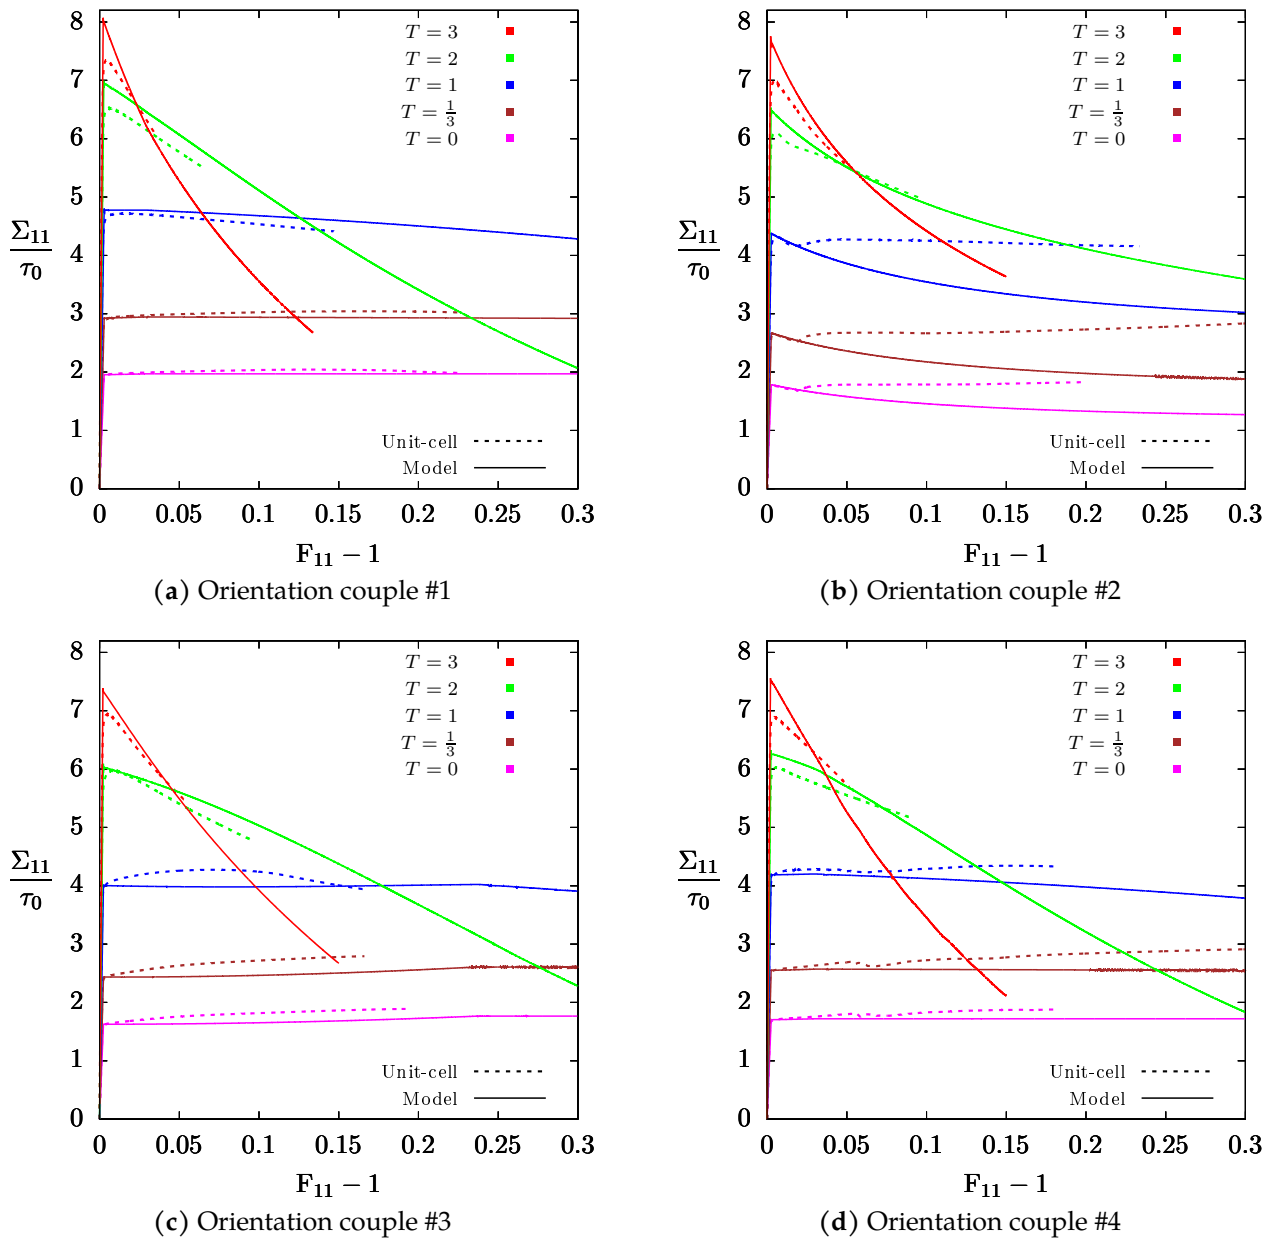 8
7
6
5
4
3
2
1
0
Σ11
τ0
T = 3
T = 2
T = 1
T = 1/3
T = 0
Unit-cell
Model
0 0.05 0.1 0.15 0.2 0.25 0.3
F11 − 1
(a) Orientation couple #1
8
7
6
5
4
3
2
1
0
Σ11
τ0
T = 3
T = 2
T = 1
T = 1/3
T = 0
Unit-cell
Model
0 0.05 0.1 0.15 0.2 0.25 0.3
F11 − 1
(b) Orientation couple #2
8
7
6
5
4
3
2
1
0
Σ11
τ0
T = 3
T = 2
T = 1
T = 1/3
T = 0
Unit-cell
Model
0 0.05 0.1 0.15 0.2 0.25 0.3
F11 − 1
(c) Orientation couple #3
8
7
6
5
4
3
2
1
0
Σ11
τ0
T = 3
T = 2
T = 1
T = 1/3
T = 0
Unit-cell
Model
0 0.05 0.1 0.15 0.2 0.25 0.3
F11 − 1
(d) Orientation couple #4